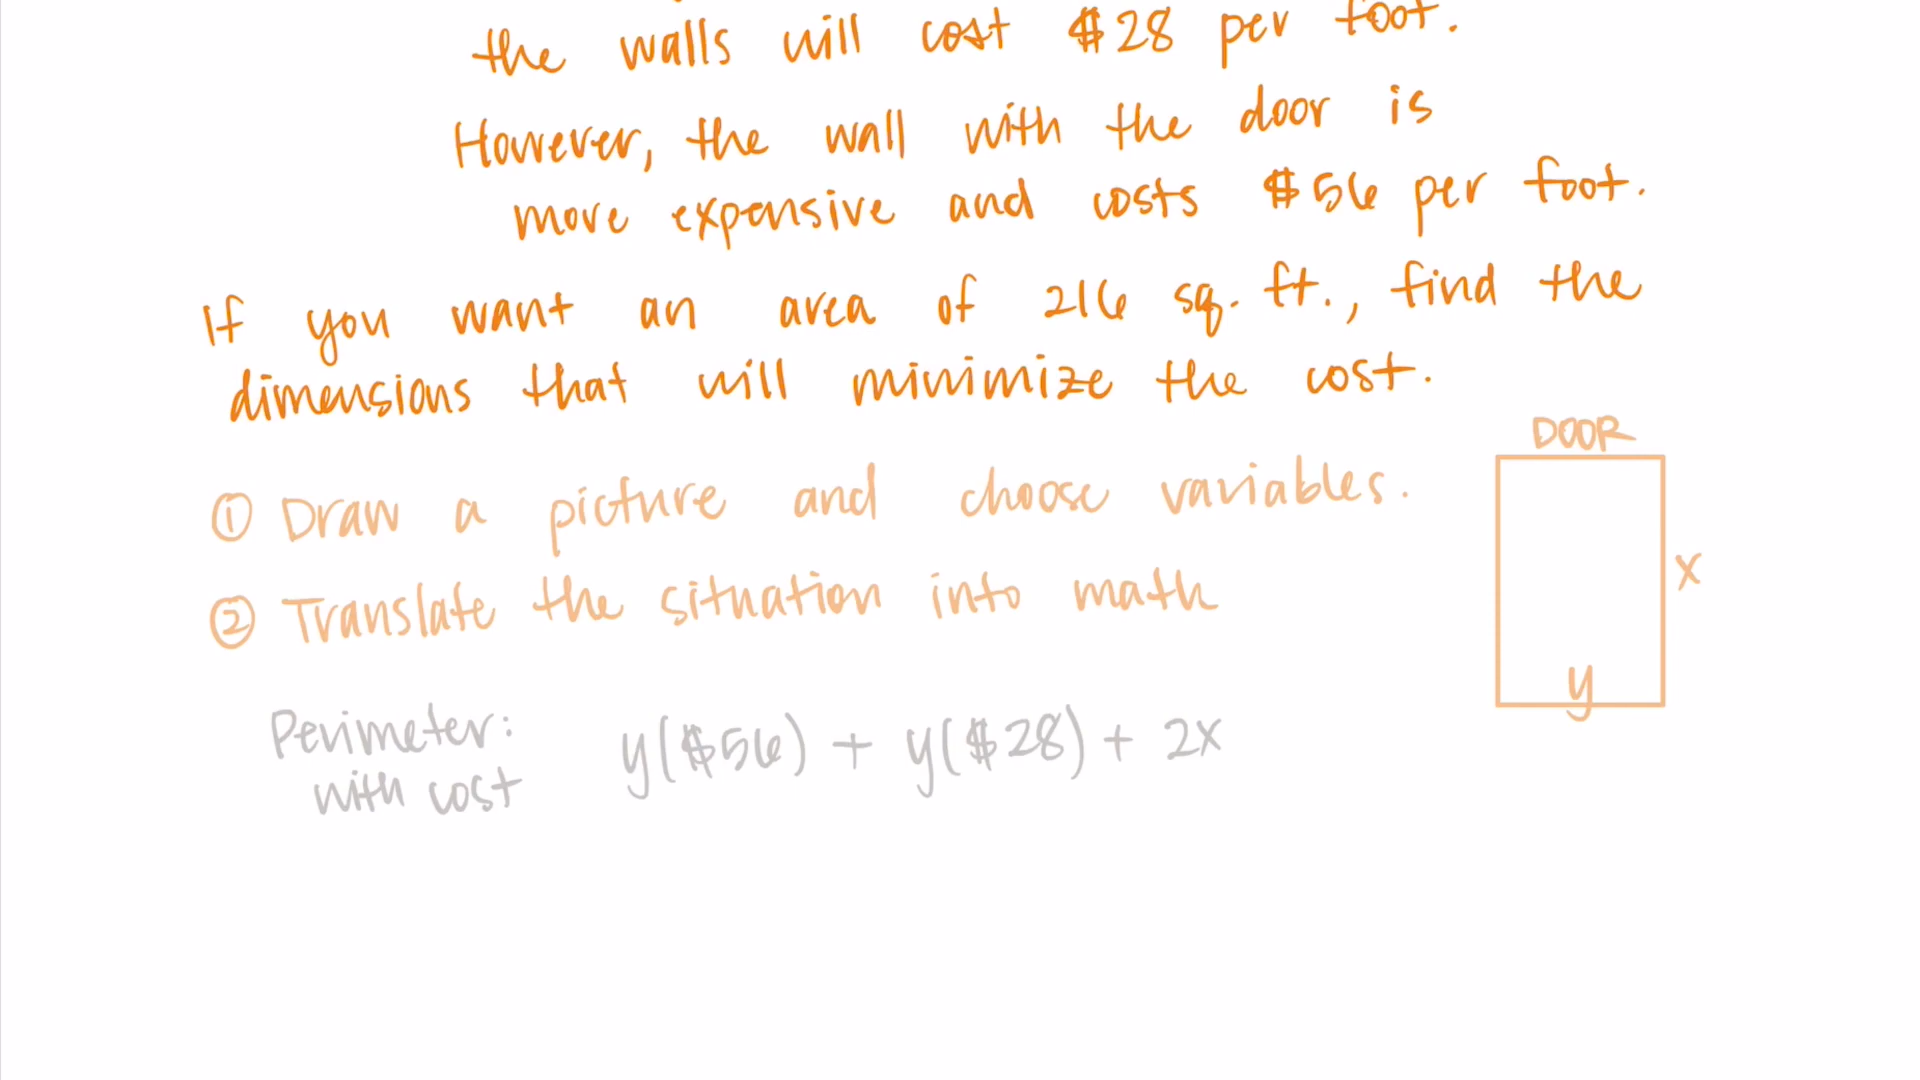 the walls will cost $28 per foot.
However, the wall with the door is
more expensive and costs $56 per foot.
If you want an area of 216 sq. ft., find the
dimensions that will minimize the cost.
DOOR
① Draw a picture and choose variables.
x
② Translate the situation into math
y
Perimeter: y($56) + y($28) + 2x
with cost